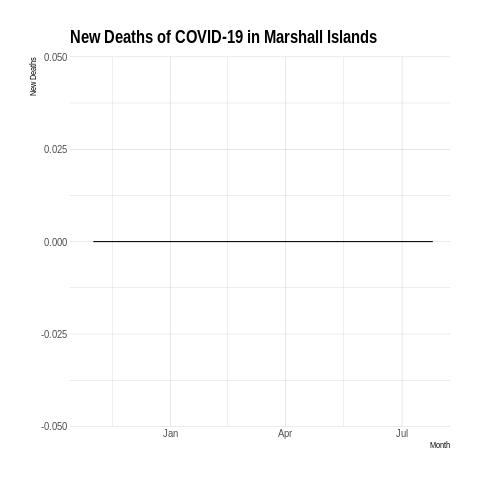 New Deaths of COVID-19 in Marshall Islands
New Deaths
0.050
0.025
0.000
-0.025
-0.050
Jan Apr Jul
Month